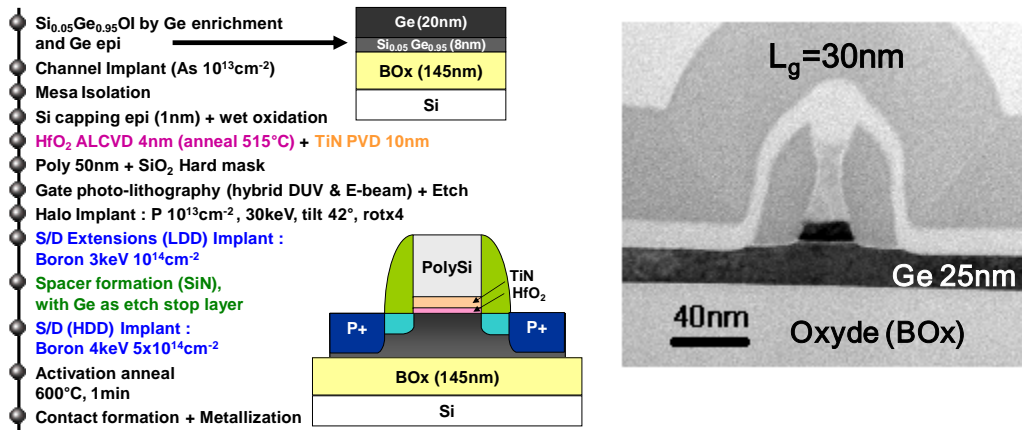 Si0.05Ge0.95OI by Ge enrichment
and Ge epi
Channel Implant (As 10¹³cm⁻²)
Mesa Isolation
Si capping epi (1nm) + wet oxidation
HfO₂ ALCVD 4nm (anneal 515°C) + TiN PVD 10nm
Poly 50nm + SiO₂ Hard mask
Gate photo-lithography (hybrid DUV & E-beam) + Etch
Halo Implant : P 10¹³cm⁻² , 30keV, tilt 42°, rotx4
S/D Extensions (LDD) Implant :
Boron 3keV 10¹⁴cm⁻²
Spacer formation (SiN),
with Ge as etch stop layer
S/D (HDD) Implant :
Boron 4keV 5x10¹⁴cm⁻²
Activation anneal
600°C, 1min
Contact formation + Metallization
Ge (20nm)
Si0.05 Ge0.95 (8nm)
BOx (145nm)
Si
PolySi
TiN
HfO₂
P+
P+
BOx (145nm)
Si
Lg=30nm
Ge 25nm
40nm
Oxyde (BOx)